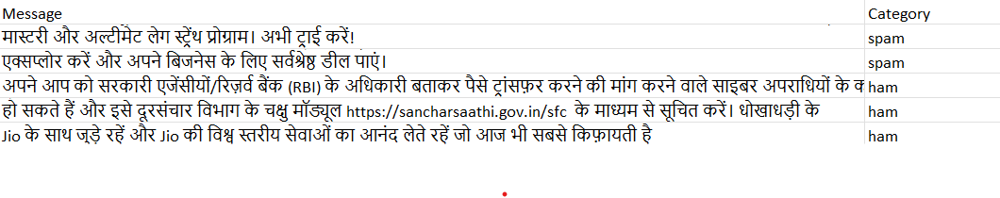 Message Category
मास्टरी और अल्टीमेट लेग स्ट्रेंथ प्रोग्राम। अभी ट्राई करें! spam
एक्सप्लोर करें और अपने बिजनेस के लिए सर्वश्रेष्ठ डील पाएं। spam
अपने आप को सरकारी एजेंसीयों/रिज़र्व बैंक (RBI) के अधिकारी बताकर पैसे ट्रांसफ़र करने की मांग करने वाले साइबर अपराधियों के ham
हो सकते हैं और इसे दूरसंचार विभाग के चक्षु मॉड्यूल https://sancharsaathi.gov.in/sfc के माध्यम से सूचित करें। धोखाधड़ी के ham
Jio के साथ जुड़े रहें और Jio की विश्व स्तरीय सेवाओं का आनंद लेते रहें जो आज भी सबसे किफ़ायती है ham